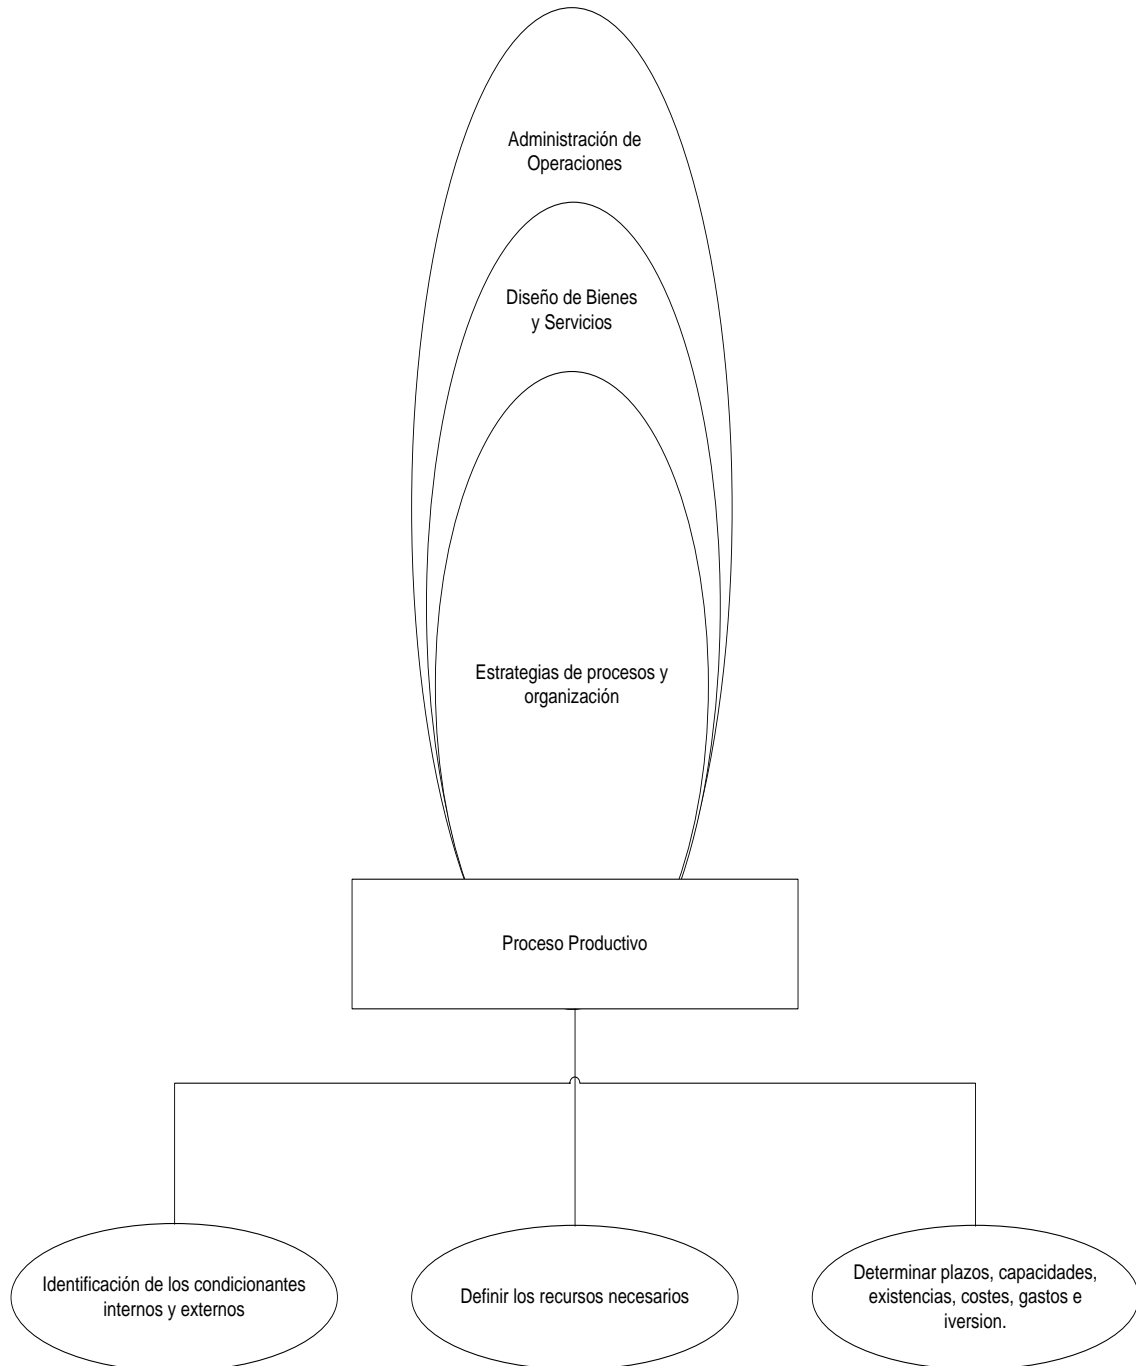 Administración de
Operaciones
Diseño de Bienes
y Servicios
Estrategias de procesos y
organización
Proceso Productivo
Identificación de los condicionantes
internos y externos
Definir los recursos necesarios
Determinar plazos, capacidades,
existencias, costes, gastos e
iversion.